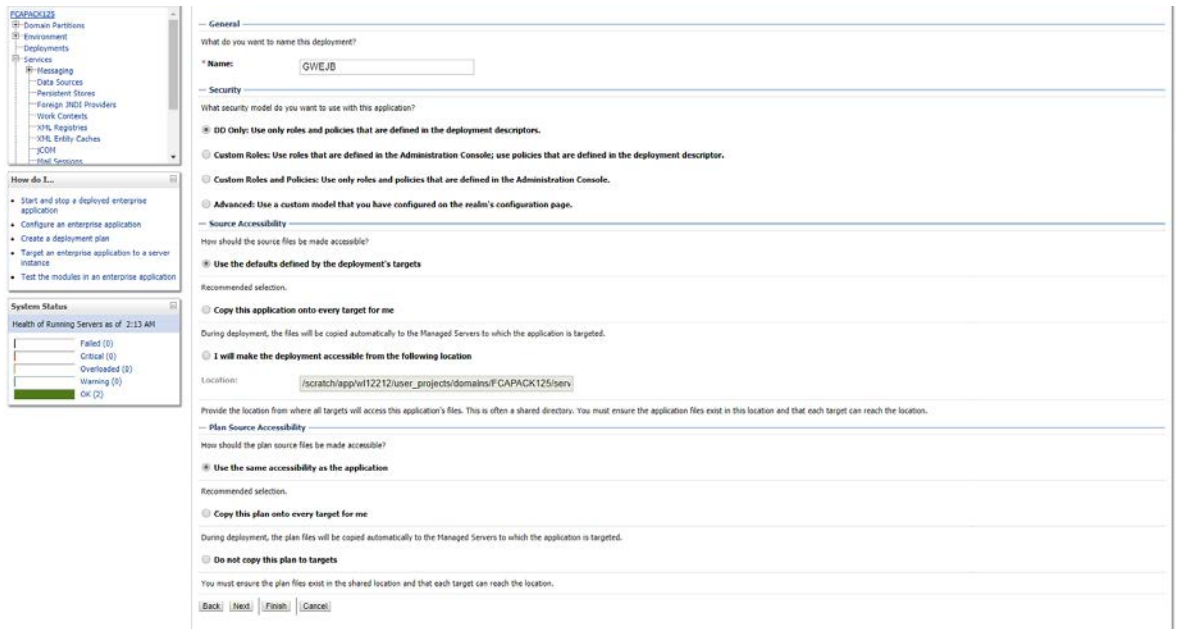 FCAPACK125
Domain Partitions
Environment
Deployments
Services
Messaging
Data Sources
Persistent Stores
Foreign JNDI Providers
Work Contexts
XML Registries
XML Entity Caches
jCOM
Mail Sessions
How do I...
Start and stop a deployed enterprise
application
Configure an enterprise application
Create a deployment plan
Target an enterprise application to a server
instance
Test the modules in an enterprise application
System Status
Health of Running Servers as of 2:13 AM
Failed (0)
Critical (0)
Overloaded (0)
Warning (0)
OK (2)
General
What do you want to name this deployment?
* Name: GWEJB
Security
What security model do you want to use with this application?
DD Only: Use only roles and policies that are defined in the deployment descriptors.
Custom Roles: Use roles that are defined in the Administration Console; use policies that are defined in the deployment descriptor.
Custom Roles and Policies: Use only roles and policies that are defined in the Administration Console.
Advanced: Use a custom model that you have configured on the realm's configuration page.
Source Accessibility
How should the source files be made accessible?
Use the defaults defined by the deployment's targets
Recommended selection.
Copy this application onto every target for me
During deployment, the files will be copied automatically to the Managed Servers to which the application is targeted.
I will make the deployment accessible from the following location
Location: /scratch/app/wl12212/user_projects/domains/FCAPACK125/serv
Provide the location from where all targets will access this application's files. This is often a shared directory. You must ensure the application files exist in this location and that each target can reach the location.
Plan Source Accessibility
How should the plan source files be made accessible?
Use the same accessibility as the application
Recommended selection.
Copy this plan onto every target for me
During deployment, the plan files will be copied automatically to the Managed Servers to which the application is targeted.
Do not copy this plan to targets
You must ensure the plan files exist in the shared location and that each target can reach the location.
Back Next Finish Cancel